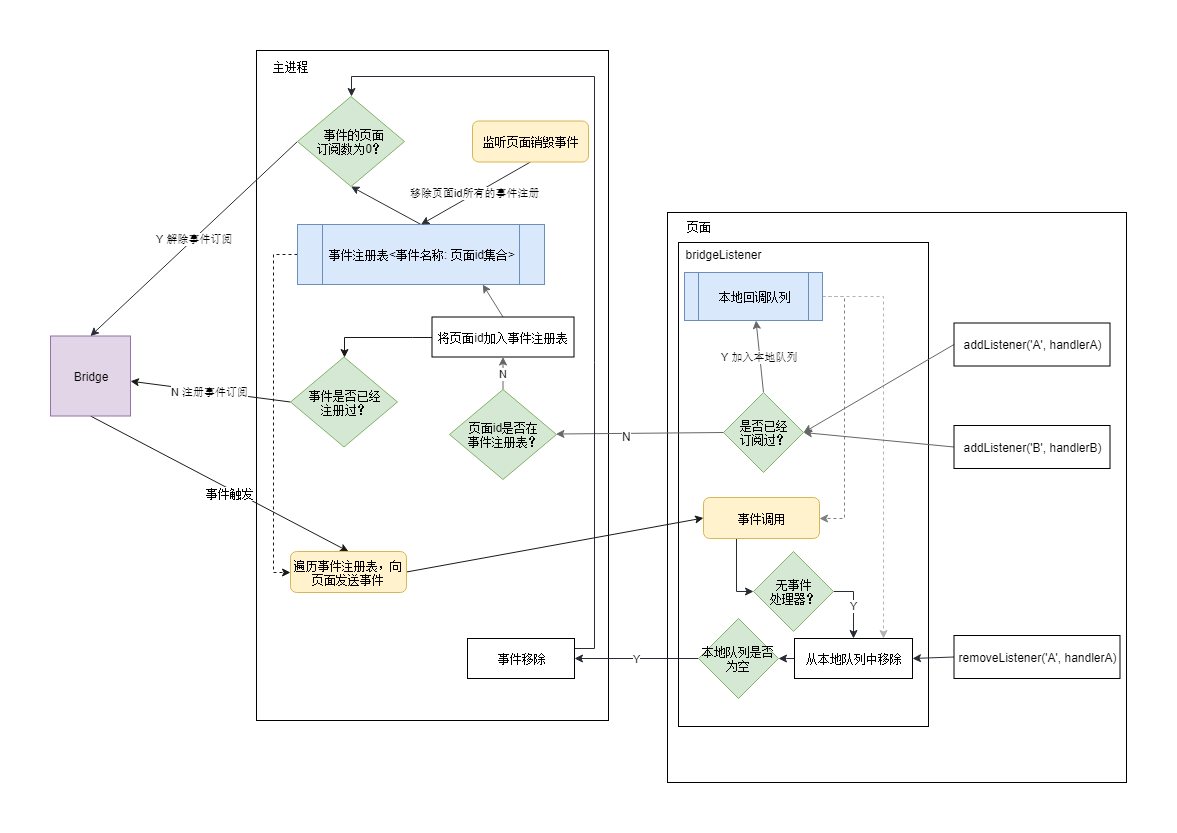 主进程
事件的页面
订阅数为0？
监听页面销毁事件
移除页面id所有的事件注册
Y 解除事件订阅
事件注册表<事件名称: 页面id集合>
将页面id加入事件注册表
Bridge
N 注册事件订阅
事件是否已经
注册过？
N
页面id是否在
事件注册表？
事件触发
遍历事件注册表，向
页面发送事件
事件移除
页面
bridgeListener
本地回调队列
Y 加入本地队列
addListener('A', handlerA)
是否已经
订阅过？
N
addListener('B', handlerB)
事件调用
无事件
处理器？
Y
本地队列是否
为空
Y
从本地队列中移除
removeListener('A', handlerA)